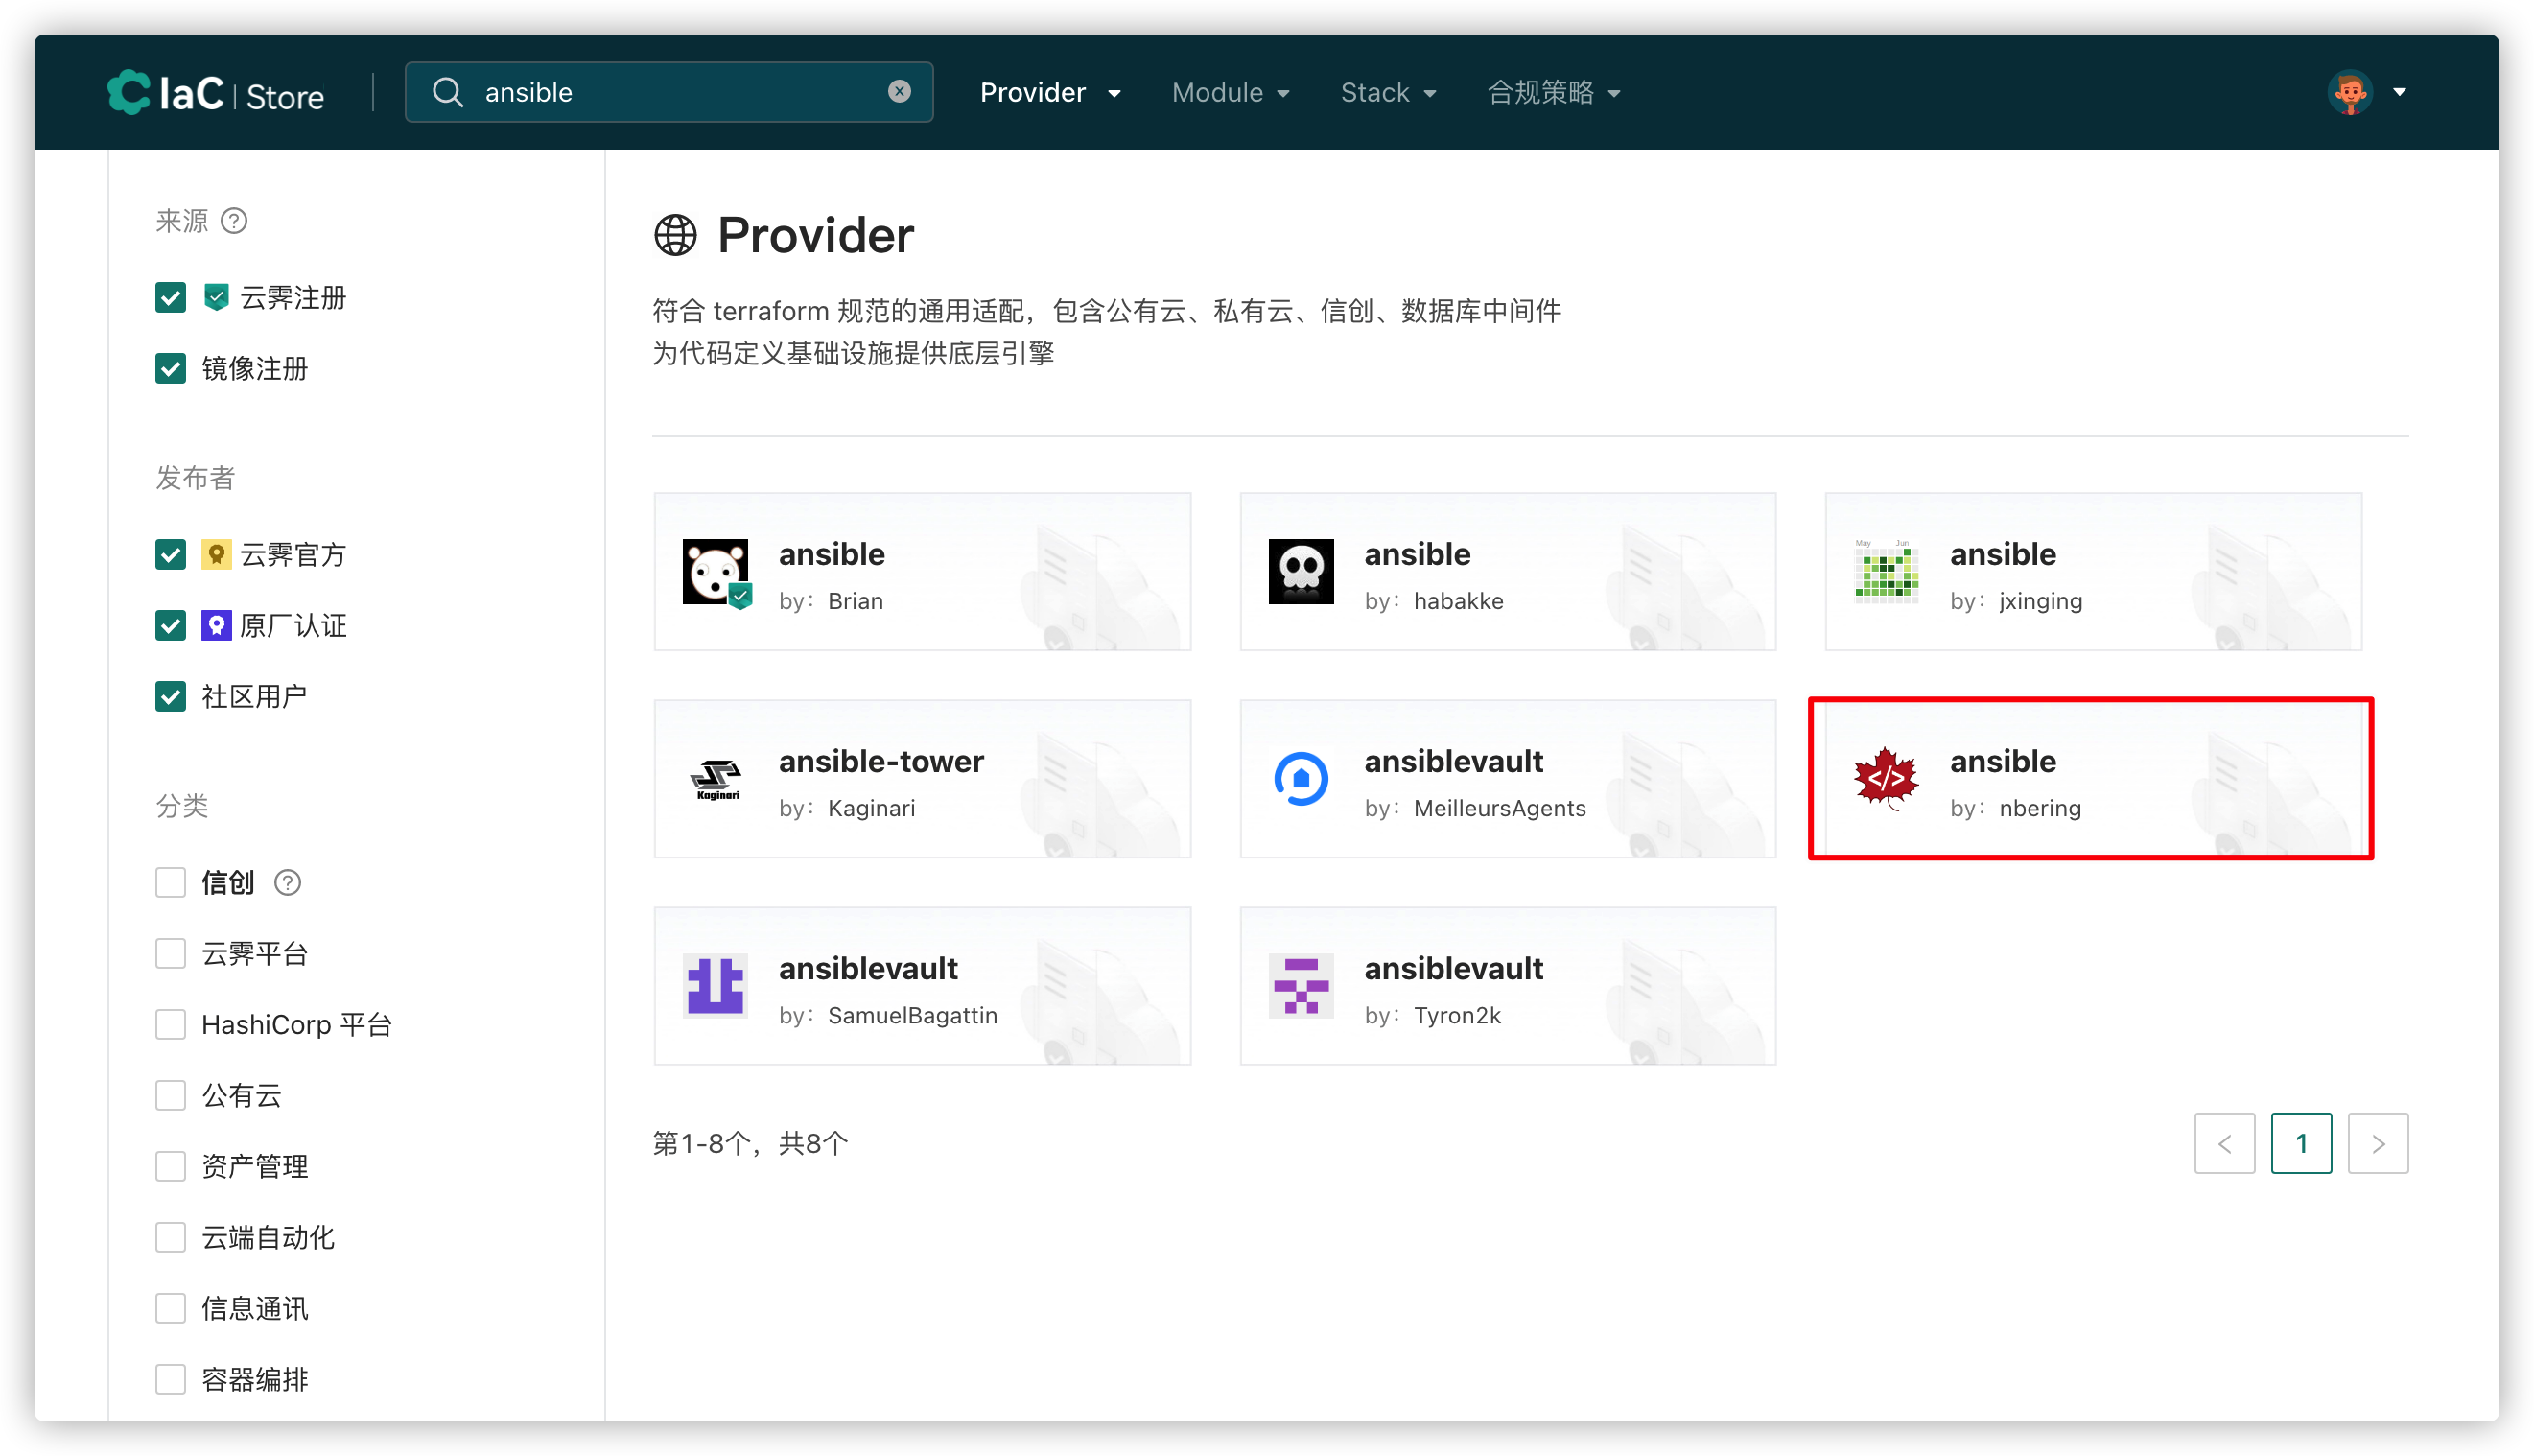 IaC | Store
ansible
Provider
Module
Stack
合规策略
来源
云霁注册
镜像注册
发布者
云霁官方
原厂认证
社区用户
分类
信创
云霁平台
HashiCorp 平台
公有云
资产管理
云端自动化
信息通讯
容器编排
Provider
符合 terraform 规范的通用适配，包含公有云、私有云、信创、数据库中间件
为代码定义基础设施提供底层引擎
ansible
by： Brian
ansible
by： habakke
May Jun
ansible
by： jxinging
Kaginari
ansible-tower
by： Kaginari
ansiblevault
by： MeilleursAgents
</>
ansible
by： nbering
ansiblevault
by： SamuelBagattin
ansiblevault
by： Tyron2k
第1-8个，共8个
< 1 >